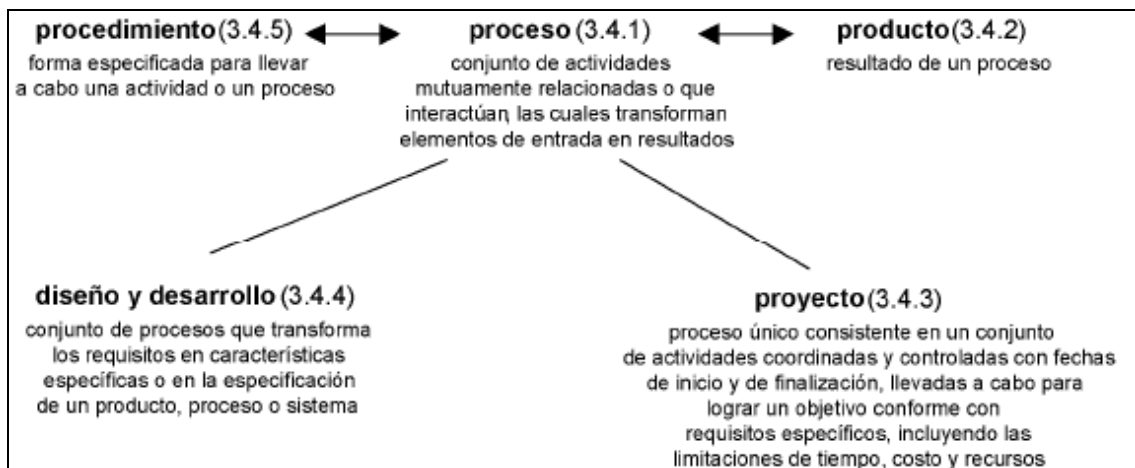 procedimiento (3.4.5)
forma especificada para llevar
a cabo una actividad o un proceso
proceso (3.4.1)
conjunto de actividades
mutuamente relacionadas o que
interactúan, las cuales transforman
elementos de entrada en resultados
producto (3.4.2)
resultado de un proceso
diseño y desarrollo (3.4.4)
conjunto de procesos que transforma
los requisitos en características
específicas o en la especificación
de un producto, proceso o sistema
proyecto (3.4.3)
proceso único consistente en un conjunto
de actividades coordinadas y controladas con fechas
de inicio y de finalización, llevadas a cabo para
lograr un objetivo conforme con
requisitos específicos, incluyendo las
limitaciones de tiempo, costo y recursos